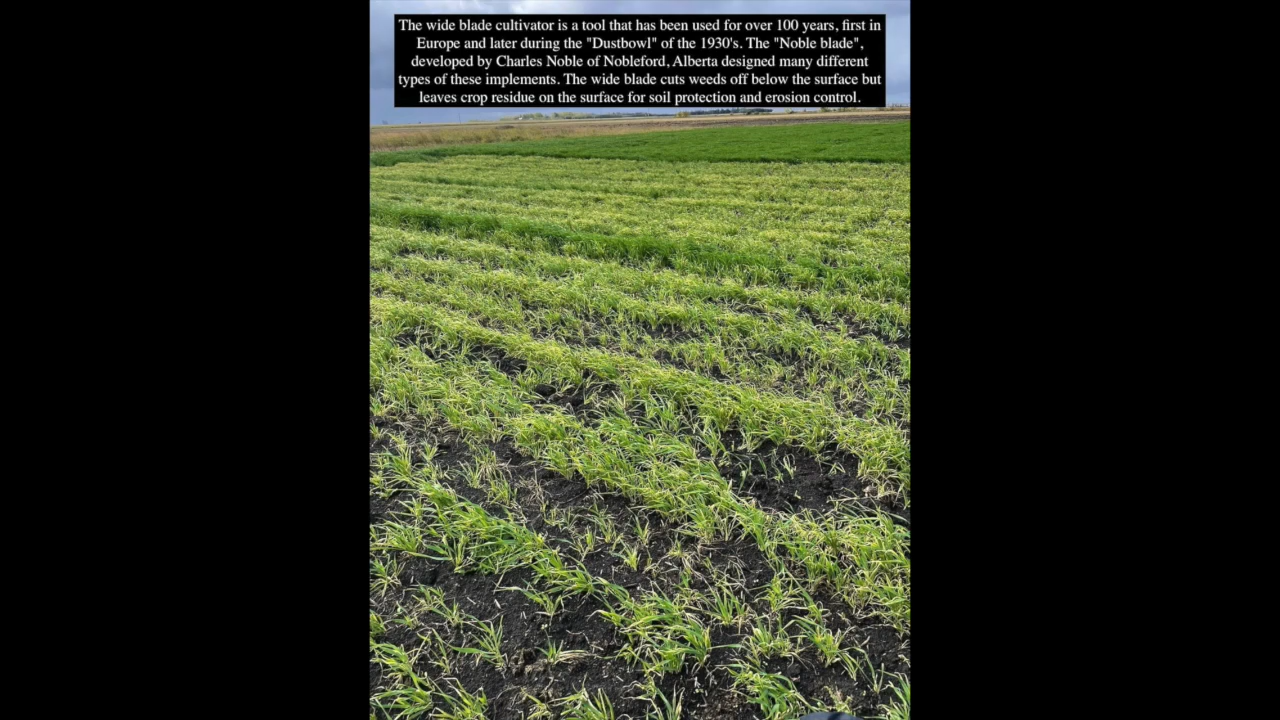 The wide blade cultivator is a tool that has been used for over 100 years, first in
Europe and later during the "Dustbowl" of the 1930's. The "Noble blade",
developed by Charles Noble of Nobleford, Alberta designed many different
types of these implements. The wide blade cuts weeds off below the surface but
leaves crop residue on the surface for soil protection and erosion control.